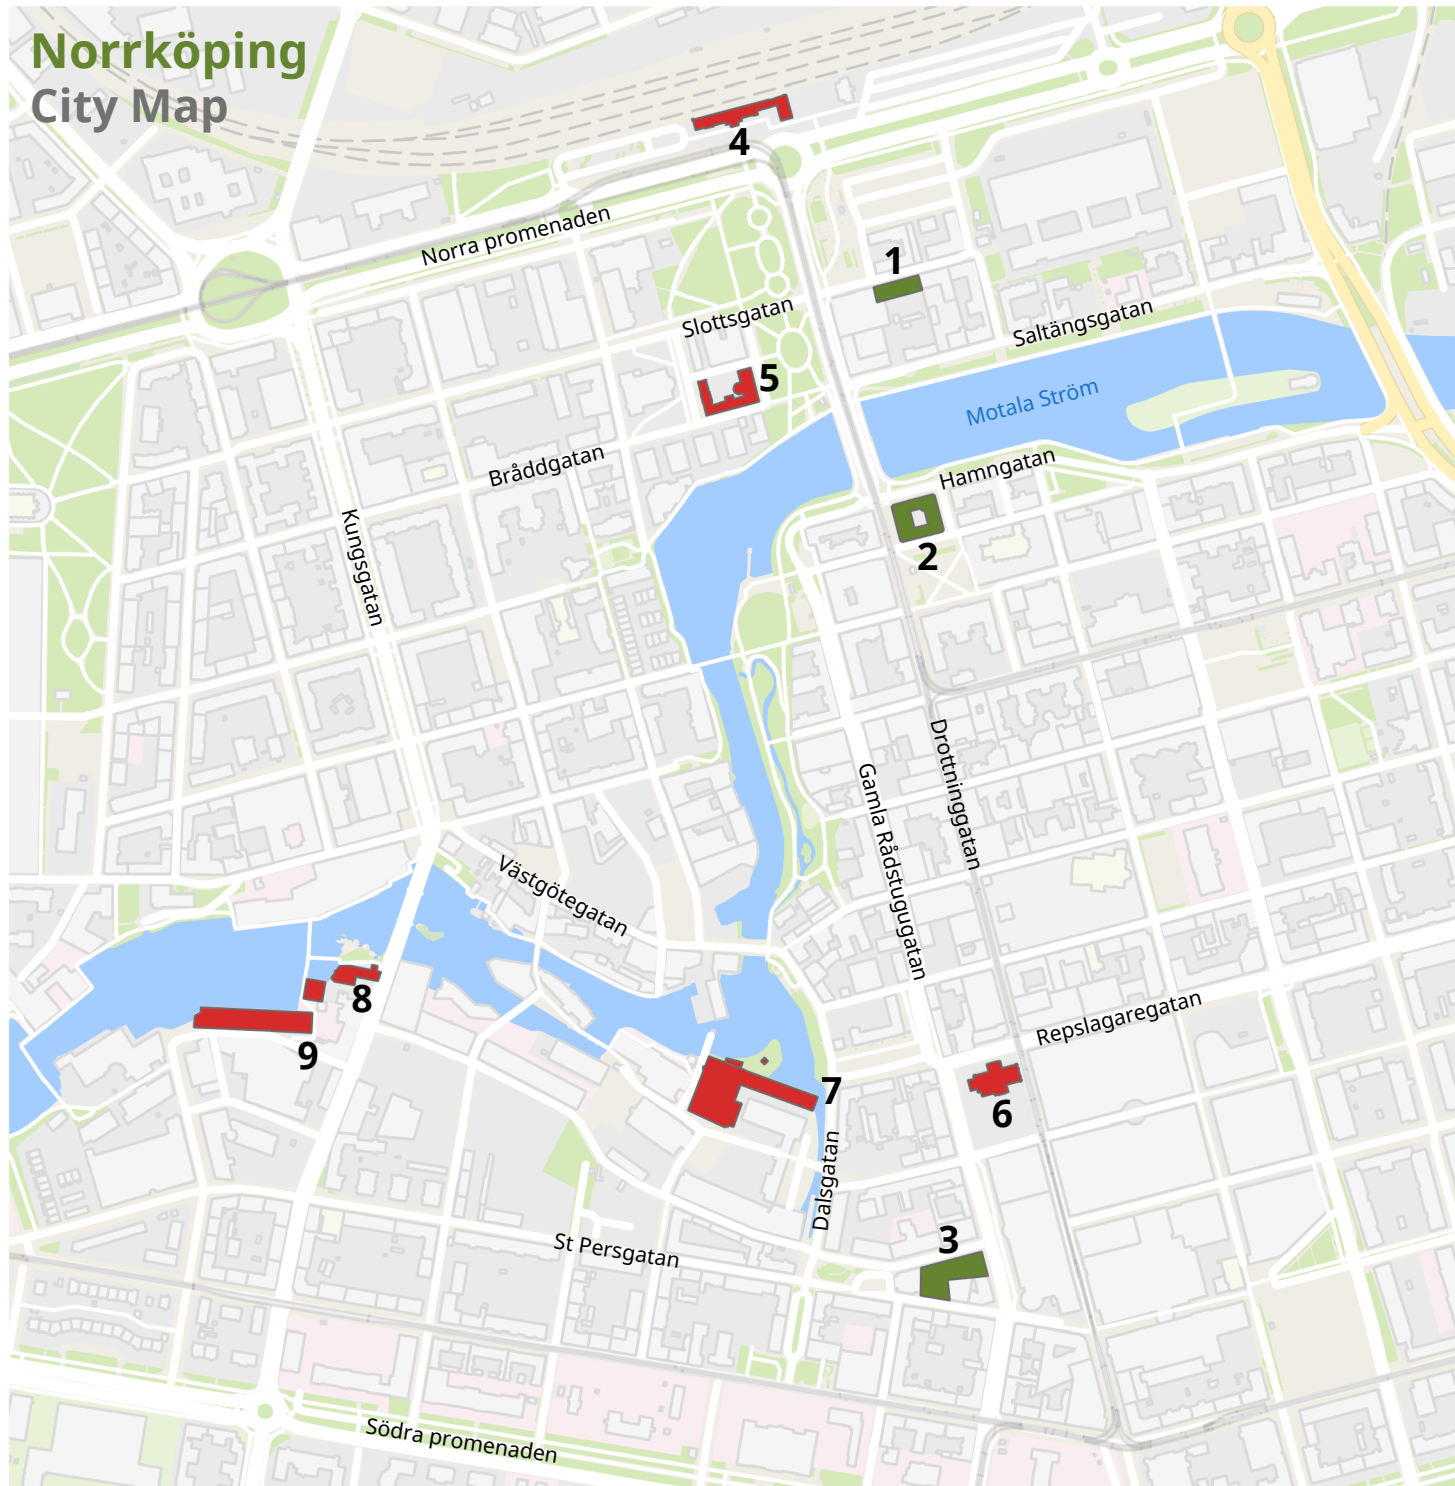 Norrköping
City Map
4
Norra promenaden
1
Slottsgatan
Saltängsgatan
5
Motala Ström
Bråddgatan
Hamngatan
Kungsgatan
2
Drottninggatan
Gamla Rådstugugatan
Västgötegatan
8
Repslagaregatan
9
7
6
Dalsgatan
3
St Persgatan
Södra promenaden